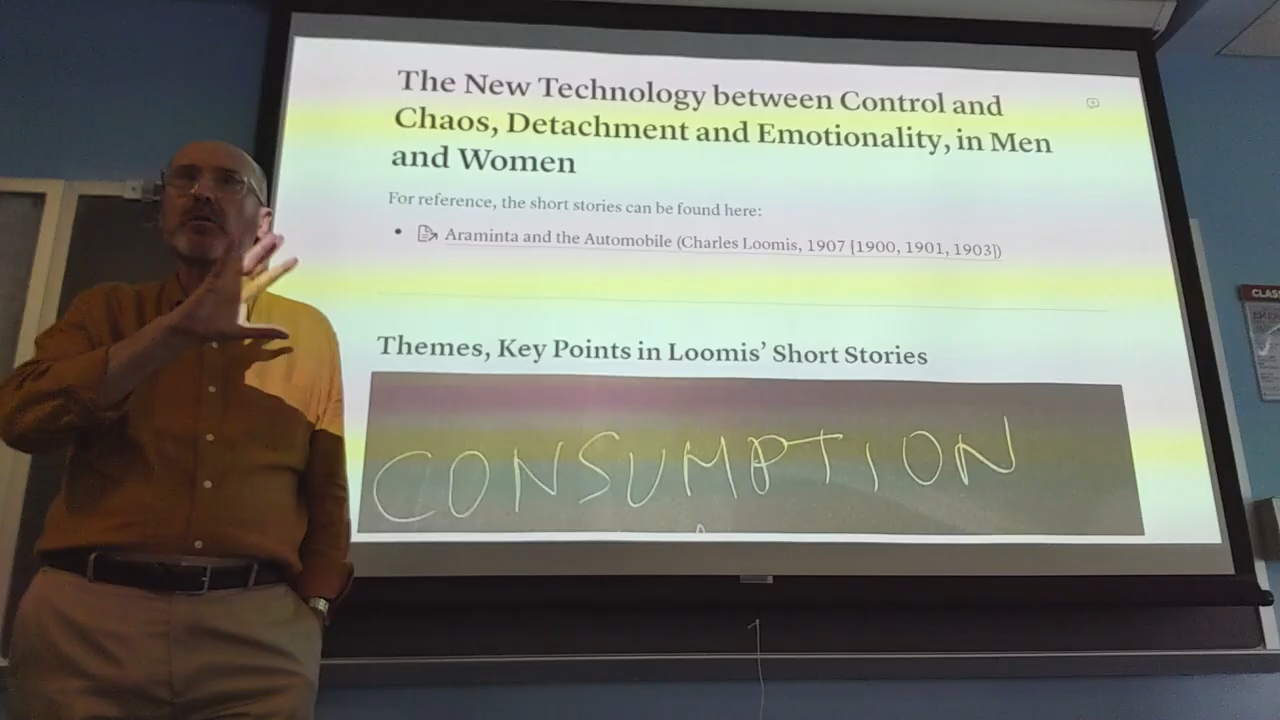 The New Technology between Control and
Chaos, Detachment and Emotionality, in Men
and Women
For reference, the short stories can be found here:
• Araminta and the Automobile (Charles Loomis, 1907 [1900, 1901, 1903])
Themes, Key Points in Loomis' Short Stories
CONSUMPTION
CLAS